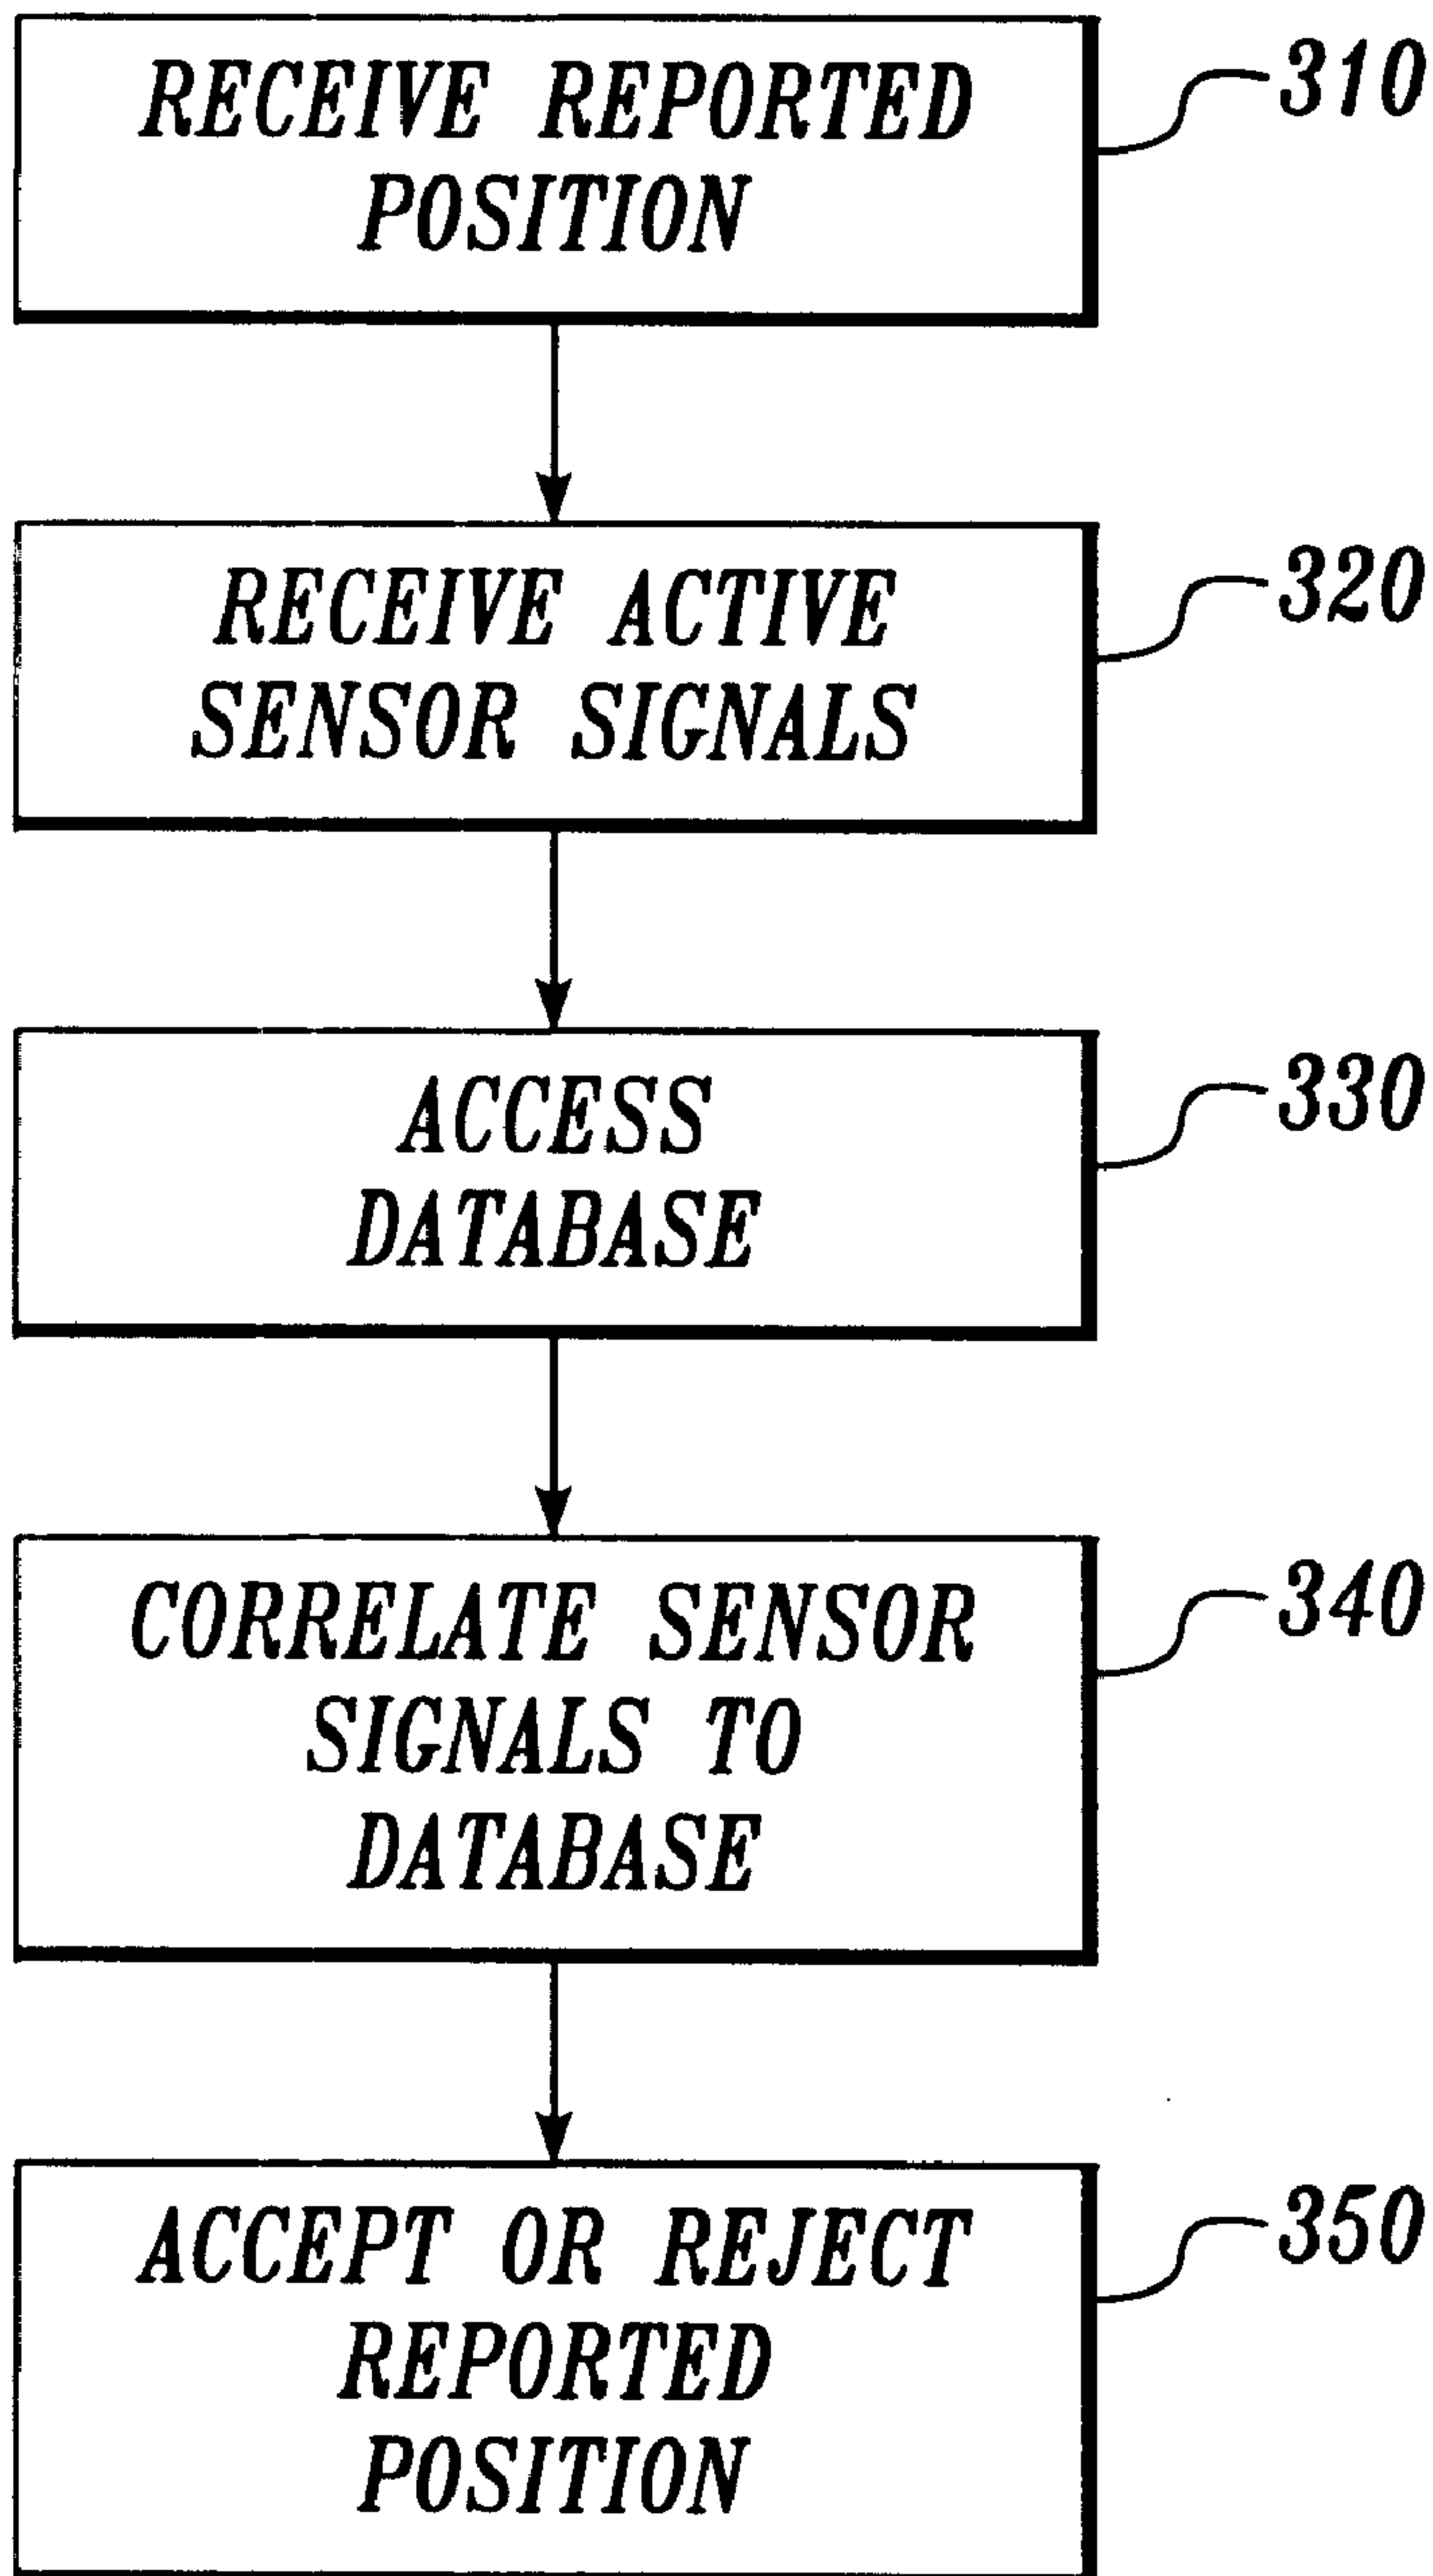 RECEIVE REPORTED
POSITION
310
RECEIVE ACTIVE
SENSOR SIGNALS
320
ACCESS
DATABASE
330
CORRELATE SENSOR
SIGNALS TO
DATABASE
340
ACCEPT OR REJECT
REPORTED
POSITION
350